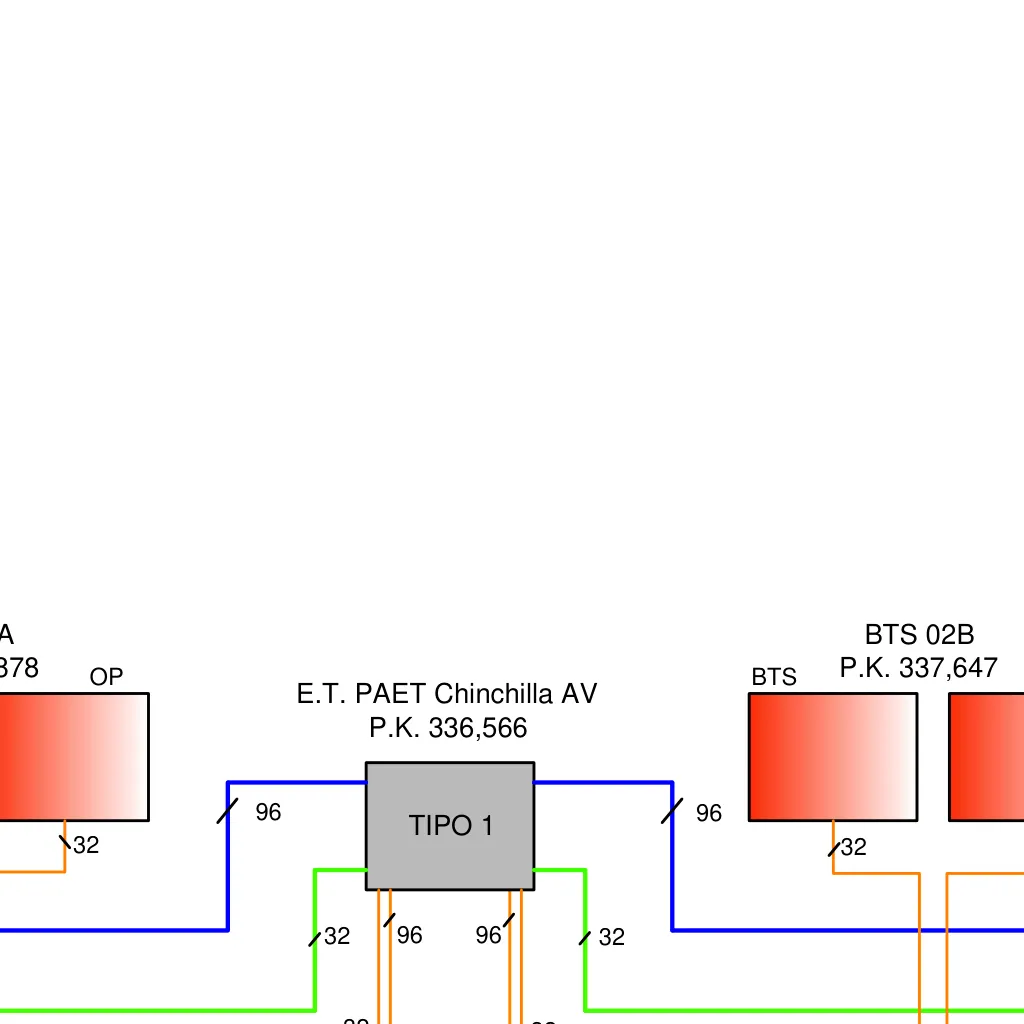 A
BTS 02B
878
OP
BTS
P.K. 337,647
E.T. PAET Chinchilla AV
P.K. 336,566
96
96
TIPO 1
32
32
32
96
96
32